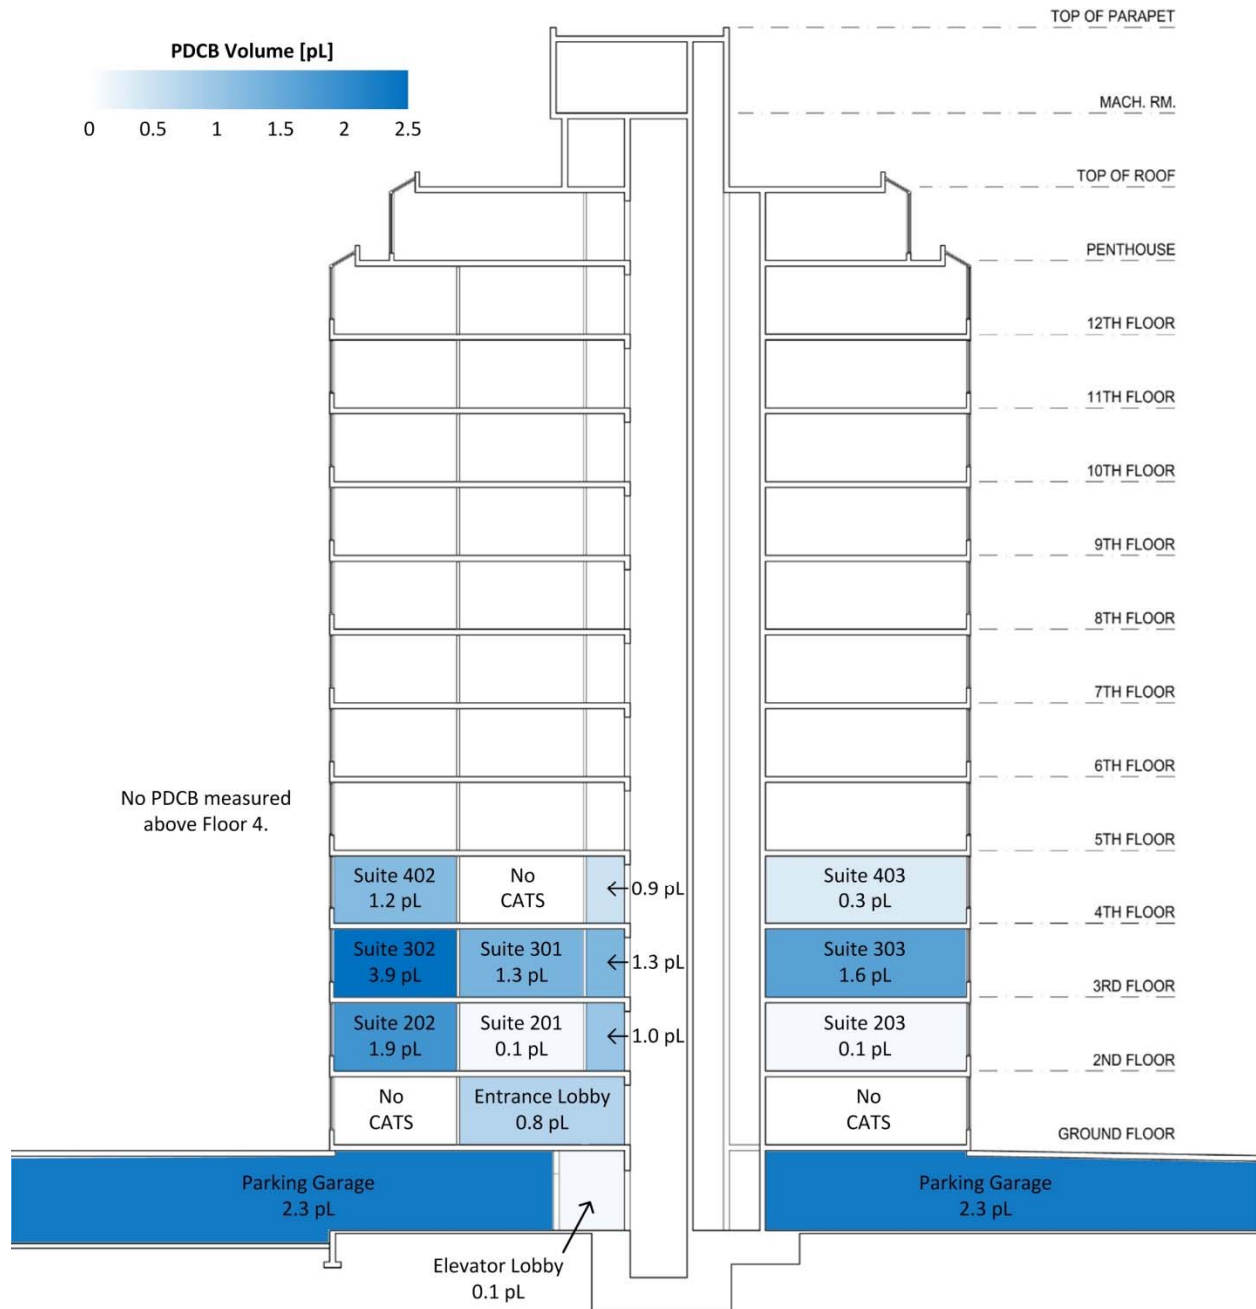 TOP OF PARAPET
PDCB Volume [pL]
0 0.5 1 1.5 2 2.5
MACH. RM.
TOP OF ROOF
PENTHOUSE
12TH FLOOR
11TH FLOOR
10TH FLOOR
9TH FLOOR
8TH FLOOR
7TH FLOOR
6TH FLOOR
No PDCB measured
above Floor 4.
5TH FLOOR
Suite 402
1.2 pL
No
CATS
0.9 pL
Suite 403
0.3 pL
4TH FLOOR
Suite 302
3.9 pL
Suite 301
1.3 pL
1.3 pL
Suite 303
1.6 pL
3RD FLOOR
Suite 202
1.9 pL
Suite 201
0.1 pL
1.0 pL
Suite 203
0.1 pL
2ND FLOOR
No
CATS
Entrance Lobby
0.8 pL
No
CATS
GROUND FLOOR
Parking Garage
2.3 pL
Parking Garage
2.3 pL
Elevator Lobby
0.1 pL